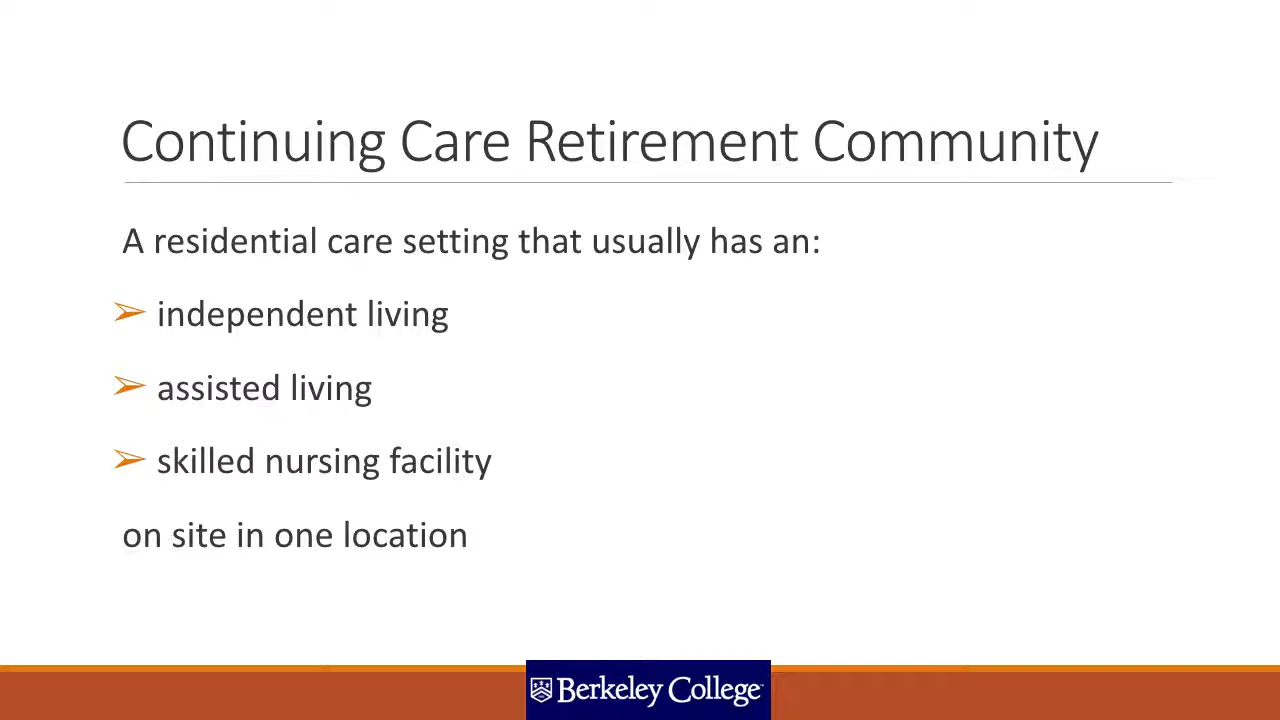 Continuing Care Retirement Community
A residential care setting that usually has an:
➢ independent living
➢ assisted living
➢ skilled nursing facility
on site in one location
Berkeley College